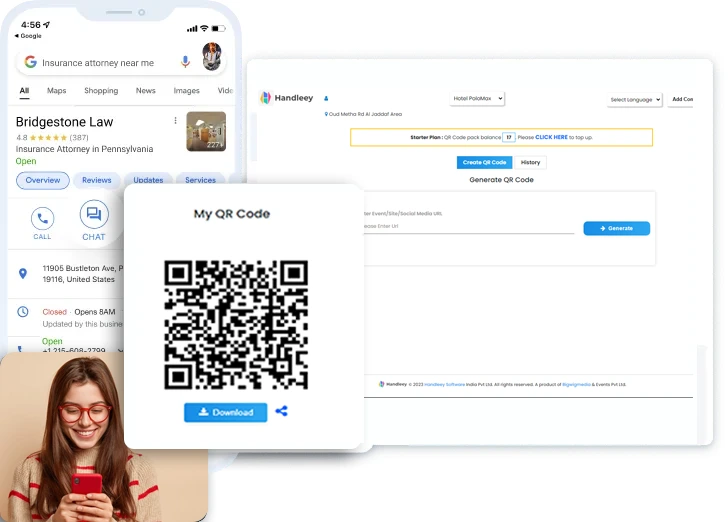 4:56
Google
Insurance attorney near me
All Maps Shopping News Images
Bridgestone Law
4.8 ★★★★★ (387)
Insurance Attorney in Pennsylvania
Open
227+
Overview Reviews Updates Services
CALL CHAT
11905 Bustleton Ave, P
19116, United States
Closed · Opens 8AM
Updated by this busine
Open
+1 215-608-2799
My QR Code
Download
Handleey
Hotel PoloMax
Select Language
Add Con
Oud Metha Rd Al Jaddaf Area
Starter Plan : QR Code pack balance 17 . Please CLICK HERE to top up.
Create QR Code History
Generate QR Code
ter Event/Site/Social Media URL
ease Enter Url
Generate
Handleey © 2023 Handleey Software India Pvt Ltd. All rights reserved. A product of Bigwigmedia & Events Pvt Ltd.